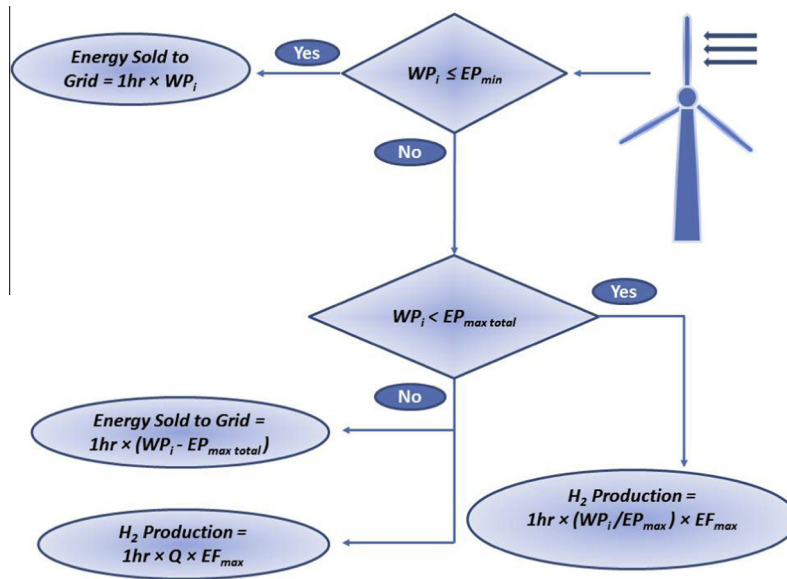 Energy Sold to
Grid = 1hr × WPᵢ
Yes
WPᵢ ≤ EPₘᵢₙ
No
WPᵢ < EPₘₐₓ ₜₒₜₐₗ
Yes
No
Energy Sold to Grid =
1hr × (WPᵢ - EPₘₐₓ ₜₒₜₐₗ)
H₂ Production =
1hr × (WPᵢ/EPₘₐₓ) × EFₘₐₓ
H₂ Production =
1hr × Q × EFₘₐₓ